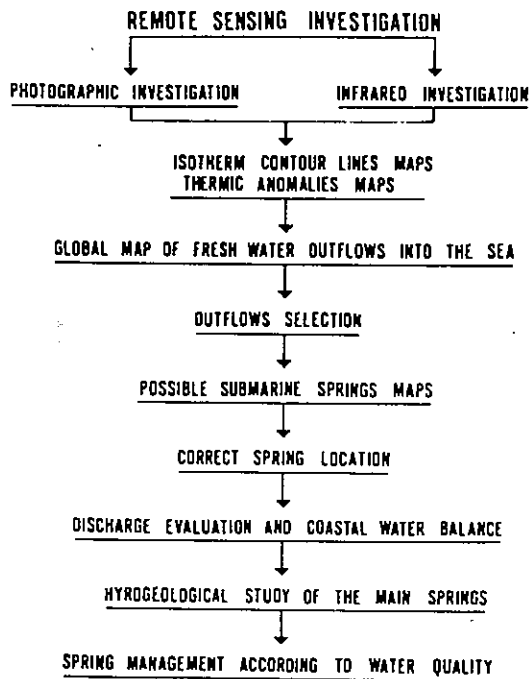 REMOTE SENSING INVESTIGATION
PHOTOGRAPHIC INVESTIGATION
INFRARED INVESTIGATION
ISOTHERM CONTOUR LINES MAPS
THERMIC ANOMALIES MAPS
GLOBAL MAP OF FRESH WATER OUTFLOWS INTO THE SEA
OUTFLOWS SELECTION
POSSIBLE SUBMARINE SPRINGS MAPS
CORRECT SPRING LOCATION
DISCHARGE EVALUATION AND COASTAL WATER BALANCE
HYROGEOLOGICAL STUDY OF THE MAIN SPRINGS
SPRING MANAGEMENT ACCORDING TO WATER QUALITY